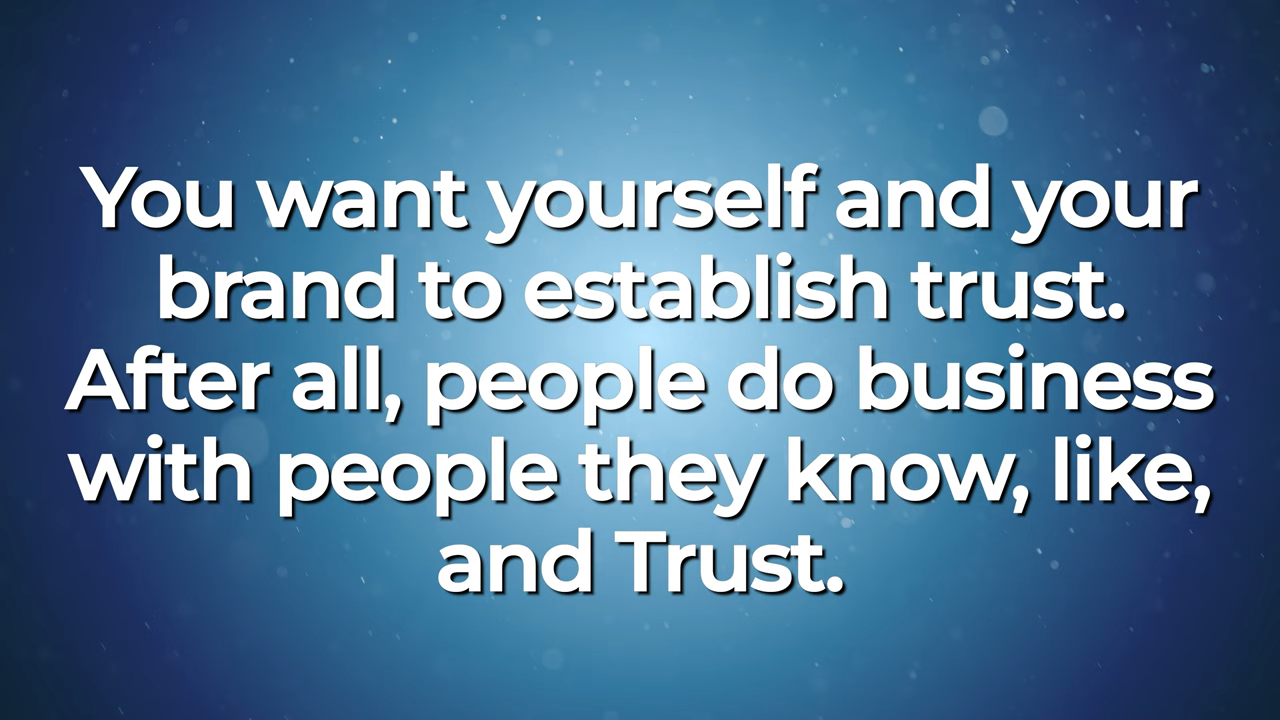 You want yourself and your
brand to establish trust.
After all, people do business
with people they know, like,
and Trust.